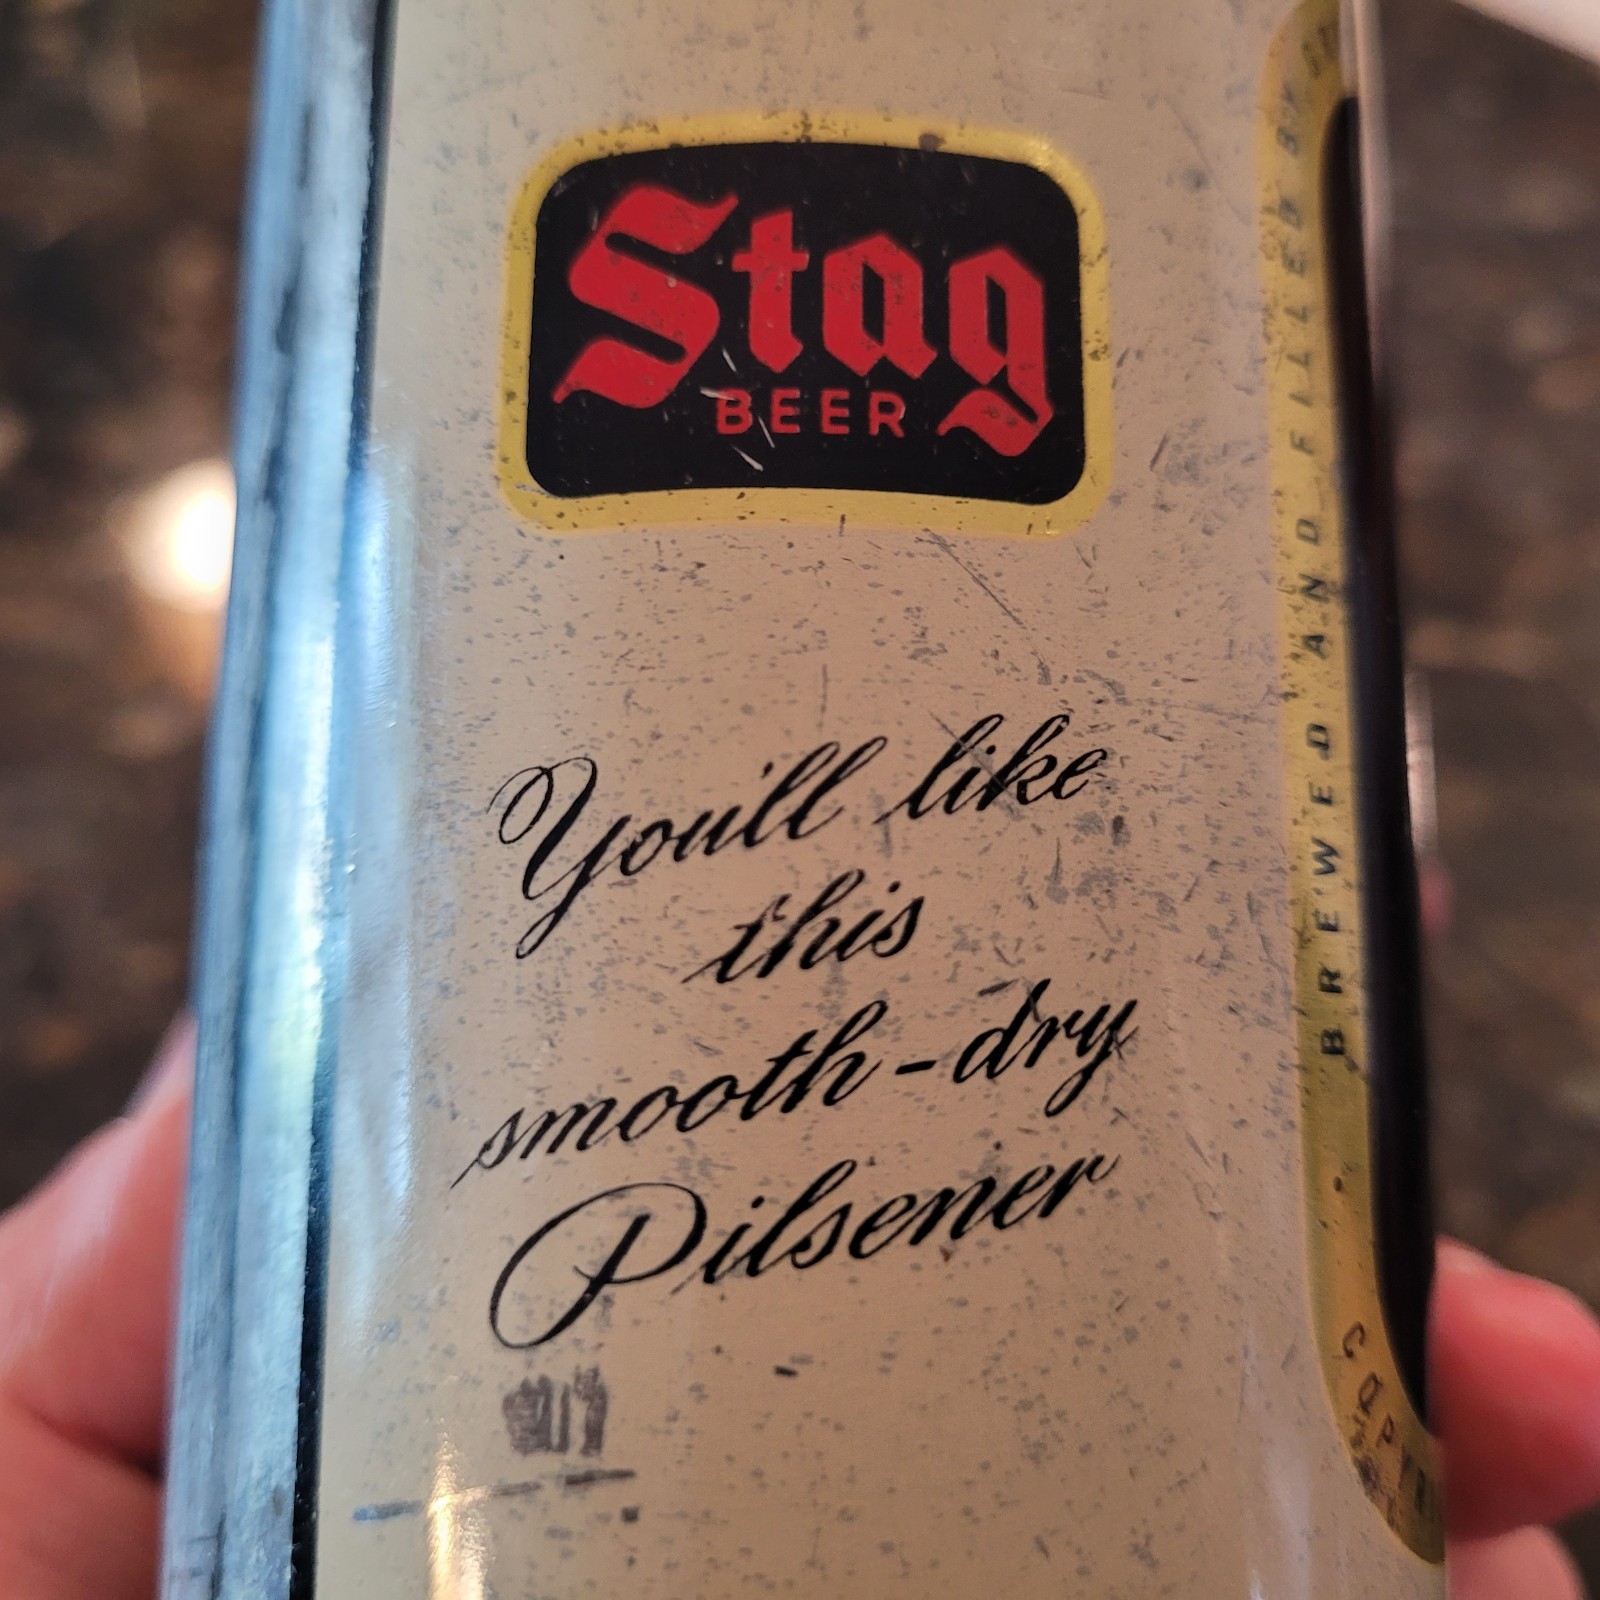 Stag
BEER
You'll like
this
smooth-dry
Pilsener
BREWED AND FILLED BY